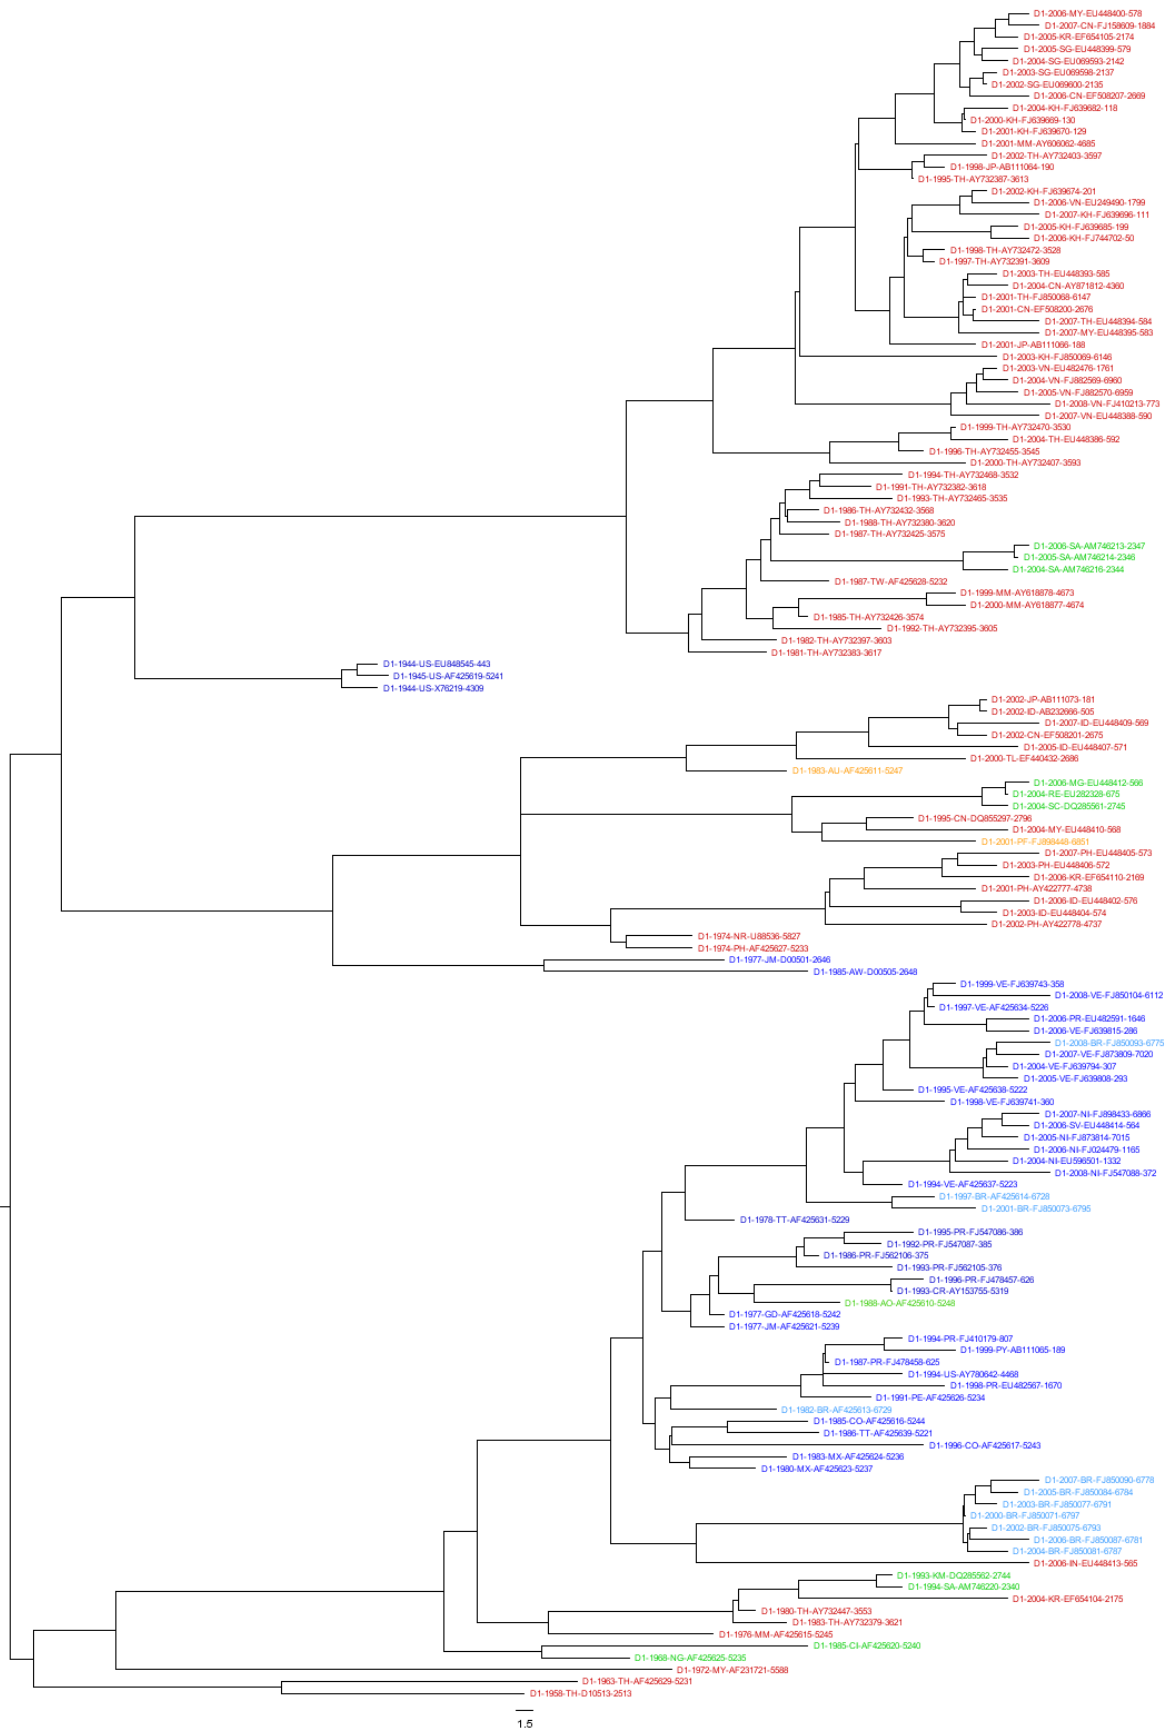 D1-2006-MY-EU448400-578
D1-2007-CN-FJ158609-1884
D1-2005-KR-EF654105-2174
D1-2005-SG-EU448399-579
D1-2004-SG-EU069593-2142
D1-2003-SG-EU069598-2137
D1-2002-SG-EU069600-2135
D1-2006-CN-EF508207-2669
D1-2004-KH-FJ639682-118
D1-2000-KH-FJ639669-130
D1-2001-KH-FJ639670-129
D1-2001-MM-AY606062-4685
D1-2002-TH-AY732403-3597
D1-1998-JP-AB111064-190
D1-1995-TH-AY732387-3613
D1-2002-KH-FJ639674-201
D1-2006-VN-EU249490-1799
D1-2007-KH-FJ639696-111
D1-2005-KH-FJ639685-199
D1-2006-KH-FJ744702-50
D1-1998-TH-AY732472-3528
D1-1997-TH-AY732391-3609
D1-2003-TH-EU448393-585
D1-2004-CN-AY871812-4360
D1-2001-TH-FJ850068-6147
D1-2001-CN-EF508200-2676
D1-2007-TH-EU448394-584
D1-2007-MY-EU448395-583
D1-2001-JP-AB111066-188
D1-2003-KH-FJ850069-6146
D1-2003-VN-EU482476-1761
D1-2004-VN-FJ882569-6960
D1-2005-VN-FJ882570-6959
D1-2008-VN-FJ410213-773
D1-2007-VN-EU448388-590
D1-1999-TH-AY732470-3530
D1-2004-TH-EU448386-592
D1-1996-TH-AY732455-3545
D1-2000-TH-AY732407-3593
D1-1994-TH-AY732468-3532
D1-1991-TH-AY732382-3618
D1-1993-TH-AY732465-3535
D1-1986-TH-AY732432-3568
D1-1988-TH-AY732380-3620
D1-1987-TH-AY732425-3575
D1-2006-SA-AM746213-2347
D1-2005-SA-AM746214-2346
D1-2004-SA-AM746216-2344
D1-1987-TW-AF425628-5232
D1-1999-MM-AY618878-4673
D1-2000-MM-AY618877-4674
D1-1985-TH-AY732426-3574
D1-1992-TH-AY732395-3605
D1-1982-TH-AY732397-3603
D1-1981-TH-AY732383-3617
D1-1944-US-EU848545-443
D1-1945-US-AF425619-5241
D1-1944-US-X76219-4309
D1-2002-JP-AB111073-181
D1-2002-ID-AB232666-505
D1-2007-ID-EU448409-569
D1-2002-CN-EF508201-2675
D1-2005-ID-EU448407-571
D1-2000-TL-EF440432-2686
D1-1983-AU-AF425611-5247
D1-2006-MG-EU448412-566
D1-2004-RE-EU282328-675
D1-2004-SC-DQ285561-2745
D1-1995-CN-DQ855297-2796
D1-2004-MY-EU448410-568
D1-2001-PF-FJ898448-6851
D1-2007-PH-EU448405-573
D1-2003-PH-EU448406-572
D1-2006-KR-EF654110-2169
D1-2001-PH-AY422777-4738
D1-2006-ID-EU448402-576
D1-2003-ID-EU448404-574
D1-2002-PH-AY422778-4737
D1-1974-NR-U88536-5827
D1-1974-PH-AF425627-5233
D1-1977-JM-D00501-2646
D1-1985-AW-D00505-2648
D1-1999-VE-FJ639743-358
D1-2008-VE-FJ850104-6112
D1-1997-VE-AF425634-5226
D1-2006-PR-EU482591-1646
D1-2006-VE-FJ639815-286
D1-2008-BR-FJ850093-6775
D1-2007-VE-FJ873809-7020
D1-2004-VE-FJ639794-307
D1-2005-VE-FJ639808-293
D1-1995-VE-AF425638-5222
D1-1998-VE-FJ639741-360
D1-2007-NI-FJ898433-6866
D1-2006-SV-EU448414-564
D1-2005-NI-FJ873814-7015
D1-2006-NI-FJ024479-1165
D1-2004-NI-EU596501-1332
D1-2008-NI-FJ547088-372
D1-1994-VE-AF425637-5223
D1-1997-BR-AF425614-6728
D1-2001-BR-FJ850073-6795
D1-1978-TT-AF425631-5229
D1-1995-PR-FJ547086-386
D1-1992-PR-FJ547087-385
D1-1986-PR-FJ562106-375
D1-1993-PR-FJ562105-376
D1-1996-PR-FJ478457-626
D1-1993-CR-AY153755-5319
D1-1988-AO-AF425610-5248
D1-1977-GD-AF425618-5242
D1-1977-JM-AF425621-5239
D1-1994-PR-FJ410179-807
D1-1999-PY-AB111065-189
D1-1987-PR-FJ478458-625
D1-1994-US-AY780642-4468
D1-1998-PR-EU482567-1670
D1-1991-PE-AF425626-5234
D1-1982-BR-AF425613-6729
D1-1985-CO-AF425616-5244
D1-1986-TT-AF425639-5221
D1-1996-CO-AF425617-5243
D1-1983-MX-AF425624-5236
D1-1980-MX-AF425623-5237
D1-2007-BR-FJ850090-6778
D1-2005-BR-FJ850084-6784
D1-2003-BR-FJ850077-6791
D1-2000-BR-FJ850071-6797
D1-2002-BR-FJ850075-6793
D1-2006-BR-FJ850087-6781
D1-2004-BR-FJ850081-6787
D1-2006-IN-EU448413-565
D1-1993-KM-DQ285562-2744
D1-1994-SA-AM746220-2340
D1-2004-KR-EF654104-2175
D1-1980-TH-AY732447-3553
D1-1983-TH-AY732379-3621
D1-1976-MM-AF425615-5245
D1-1985-CI-AF425620-5240
D1-1968-NG-AF425625-5235
D1-1972-MY-AF231721-5588
D1-1963-TH-AF425629-5231
D1-1958-TH-D10513-2513
1.5